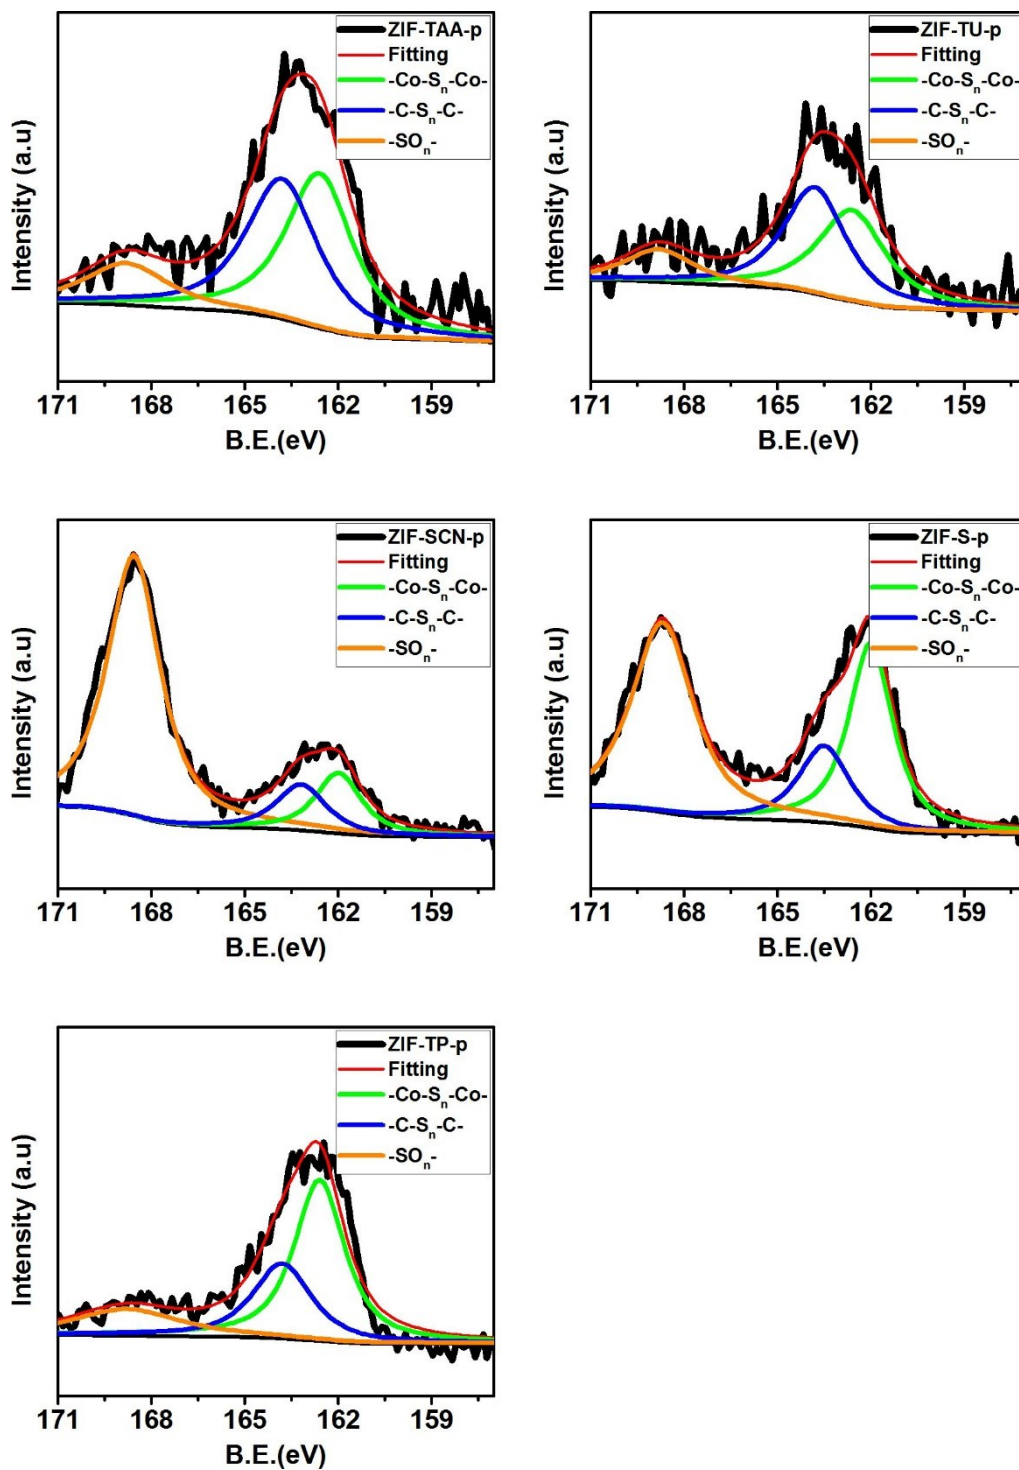 ZIF-TAA-p
Fitting
-Co-Sn-Co-
-C-Sn-C-
-SOn-
Intensity (a.u)
171 168 165 162 159
B.E.(eV)
ZIF-TU-p
Fitting
-Co-Sn-Co-
-C-Sn-C-
-SOn-
Intensity (a.u)
171 168 165 162 159
B.E.(eV)
ZIF-SCN-p
Fitting
-Co-Sn-Co-
-C-Sn-C-
-SOn-
Intensity (a.u)
171 168 165 162 159
B.E.(eV)
ZIF-S-p
Fitting
-Co-Sn-Co-
-C-Sn-C-
-SOn-
Intensity (a.u)
171 168 165 162 159
B.E.(eV)
ZIF-TP-p
Fitting
-Co-Sn-Co-
-C-Sn-C-
-SOn-
Intensity (a.u)
171 168 165 162 159
B.E.(eV)